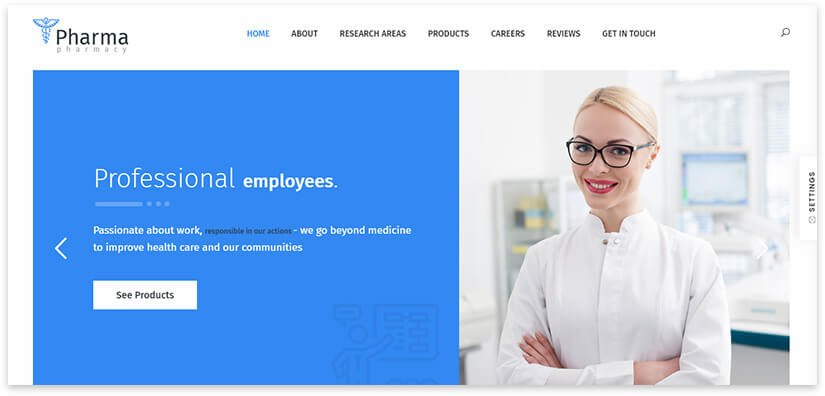 Pharma
pharmacy
HOME ABOUT RESEARCH AREAS PRODUCTS CAREERS REVIEWS GET IN TOUCH
Professional employees.
Passionate about work, responsible in our actions - we go beyond medicine
to improve health care and our communities
See Products
SETTINGS